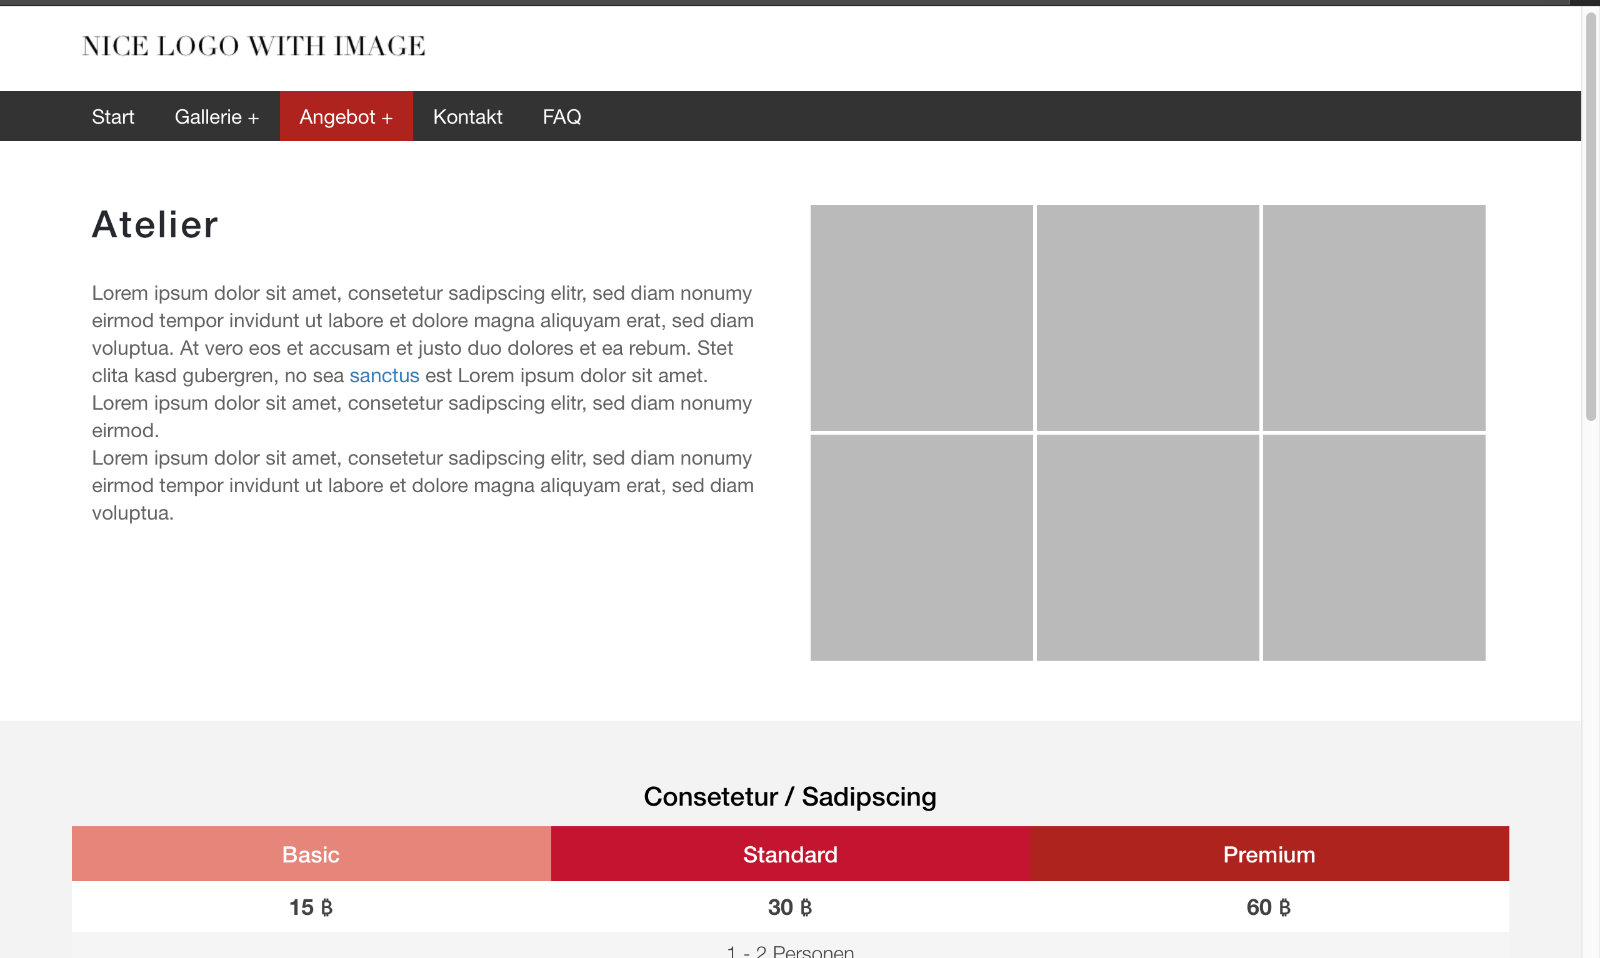 NICE LOGO WITH IMAGE
Start Gallerie + Angebot + Kontakt FAQ
Atelier
Lorem ipsum dolor sit amet, consetetur sadipscing elitr, sed diam nonumy
eirmod tempor invidunt ut labore et dolore magna aliquyam erat, sed diam
voluptua. At vero eos et accusam et justo duo dolores et ea rebum. Stet
clita kasd gubergren, no sea sanctus est Lorem ipsum dolor sit amet.
Lorem ipsum dolor sit amet, consetetur sadipscing elitr, sed diam nonumy
eirmod.
Lorem ipsum dolor sit amet, consetetur sadipscing elitr, sed diam nonumy
eirmod tempor invidunt ut labore et dolore magna aliquyam erat, sed diam
voluptua.
Consetetur / Sadipscing
Basic Standard Premium
15 ₿ 30 ₿ 60 ₿
1 - 2 Personen